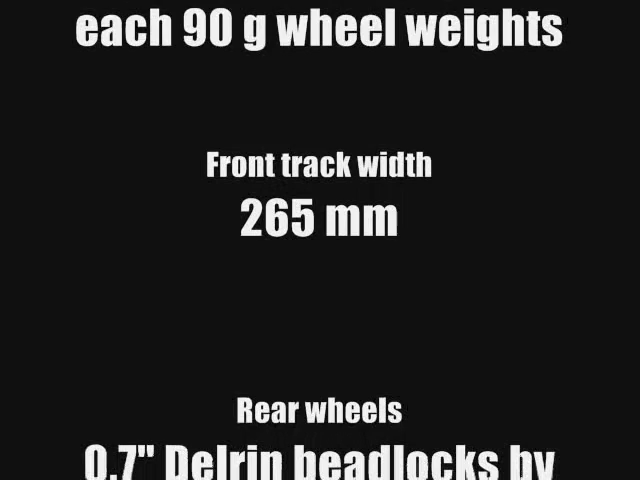 each 90 g wheel weights
Front track width
265 mm
Rear wheels
0.7" Delrin beadlocks by